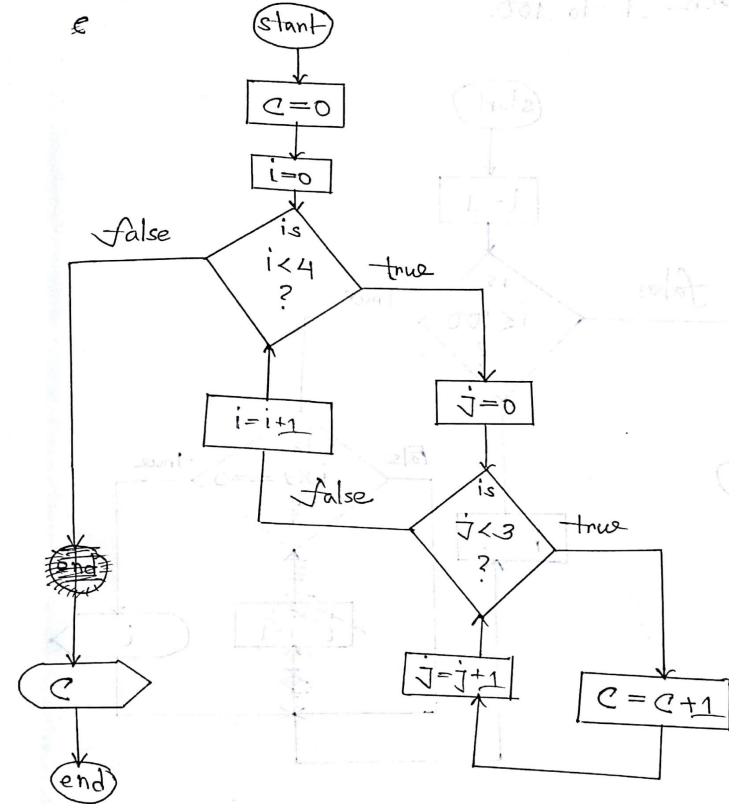 start
C=0
i=0
is
i<4
?
false
true
j=0
i=i+1
is
j<3
?
false
true
C=C+1
j=j+1
end
C
end